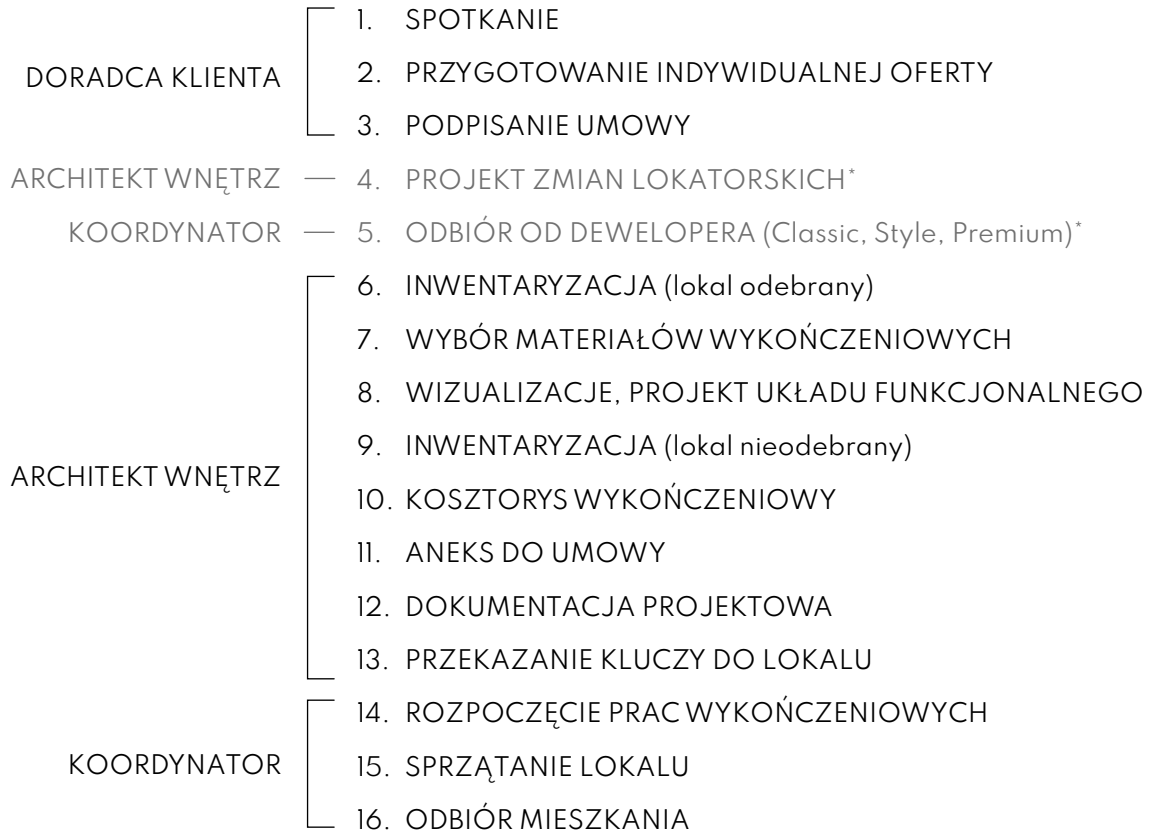 1. SPOTKANIE
DORADCA KLIENTA
2. PRZYGOTOWANIE INDYWIDUALNEJ OFERTY
3. PODPISANIE UMOWY
ARCHITEKT WNĘTRZ — 4. PROJEKT ZMIAN LOKATORSKICH*
KOORDYNATOR — 5. ODBIÓR OD DEWELOPERA (Classic, Style, Premium)*
6. INWENTARYZACJA (lokal odebrany)
7. WYBÓR MATERIAŁÓW WYKOŃCZENIOWYCH
8. WIZUALIZACJE, PROJEKT UKŁADU FUNKCJONALNEGO
9. INWENTARYZACJA (lokal nieodebrany)
ARCHITEKT WNĘTRZ
10. KOSZTORYS WYKOŃCZENIOWY
11. ANEKS DO UMOWY
12. DOKUMENTACJA PROJEKTOWA
13. PRZEKAZANIE KLUCZY DO LOKALU
14. ROZPOCZĘCIE PRAC WYKOŃCZENIOWYCH
KOORDYNATOR
15. SPRZĄTANIE LOKALU
16. ODBIÓR MIESZKANIA